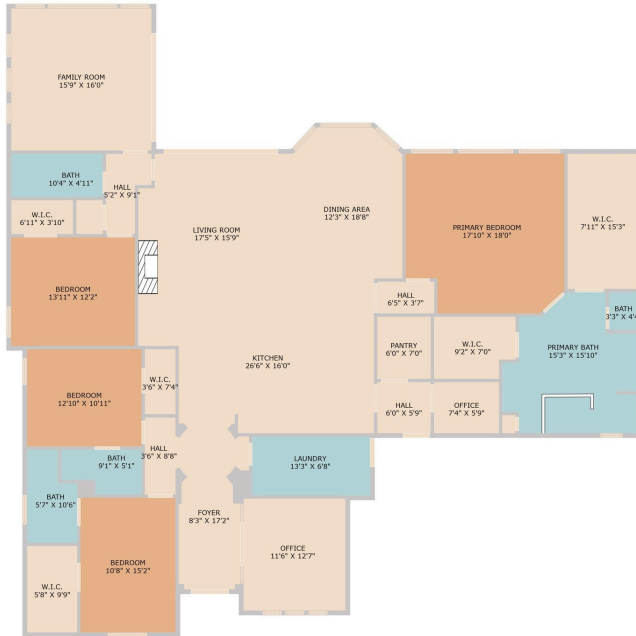 FAMILY ROOM
15'9" X 16'0"
BATH
10'4" X 4'11"
HALL
5'2" X 9'1"
W.I.C.
6'11" X 3'10"
LIVING ROOM
17'5" X 15'9"
DINING AREA
12'3" X 18'8"
PRIMARY BEDROOM
17'10" X 18'0"
W.I.C.
7'11" X 15'3"
BEDROOM
13'11" X 12'2"
HALL
6'5" X 3'7"
BATH
3'3" X 4'4
PANTRY
6'0" X 7'0"
W.I.C.
9'2" X 7'0"
PRIMARY BATH
15'3" X 15'10"
KITCHEN
26'6" X 16'0"
W.I.C.
3'6" X 7'4"
BEDROOM
12'10" X 10'11"
HALL
6'0" X 5'9"
OFFICE
7'4" X 5'9"
HALL
3'6" X 8'8"
BATH
9'1" X 5'1"
LAUNDRY
13'3" X 6'8"
BATH
5'7" X 10'6"
FOYER
8'3" X 17'2"
OFFICE
11'6" X 12'7"
BEDROOM
10'8" X 15'2"
W.I.C.
5'8" X 9'9"